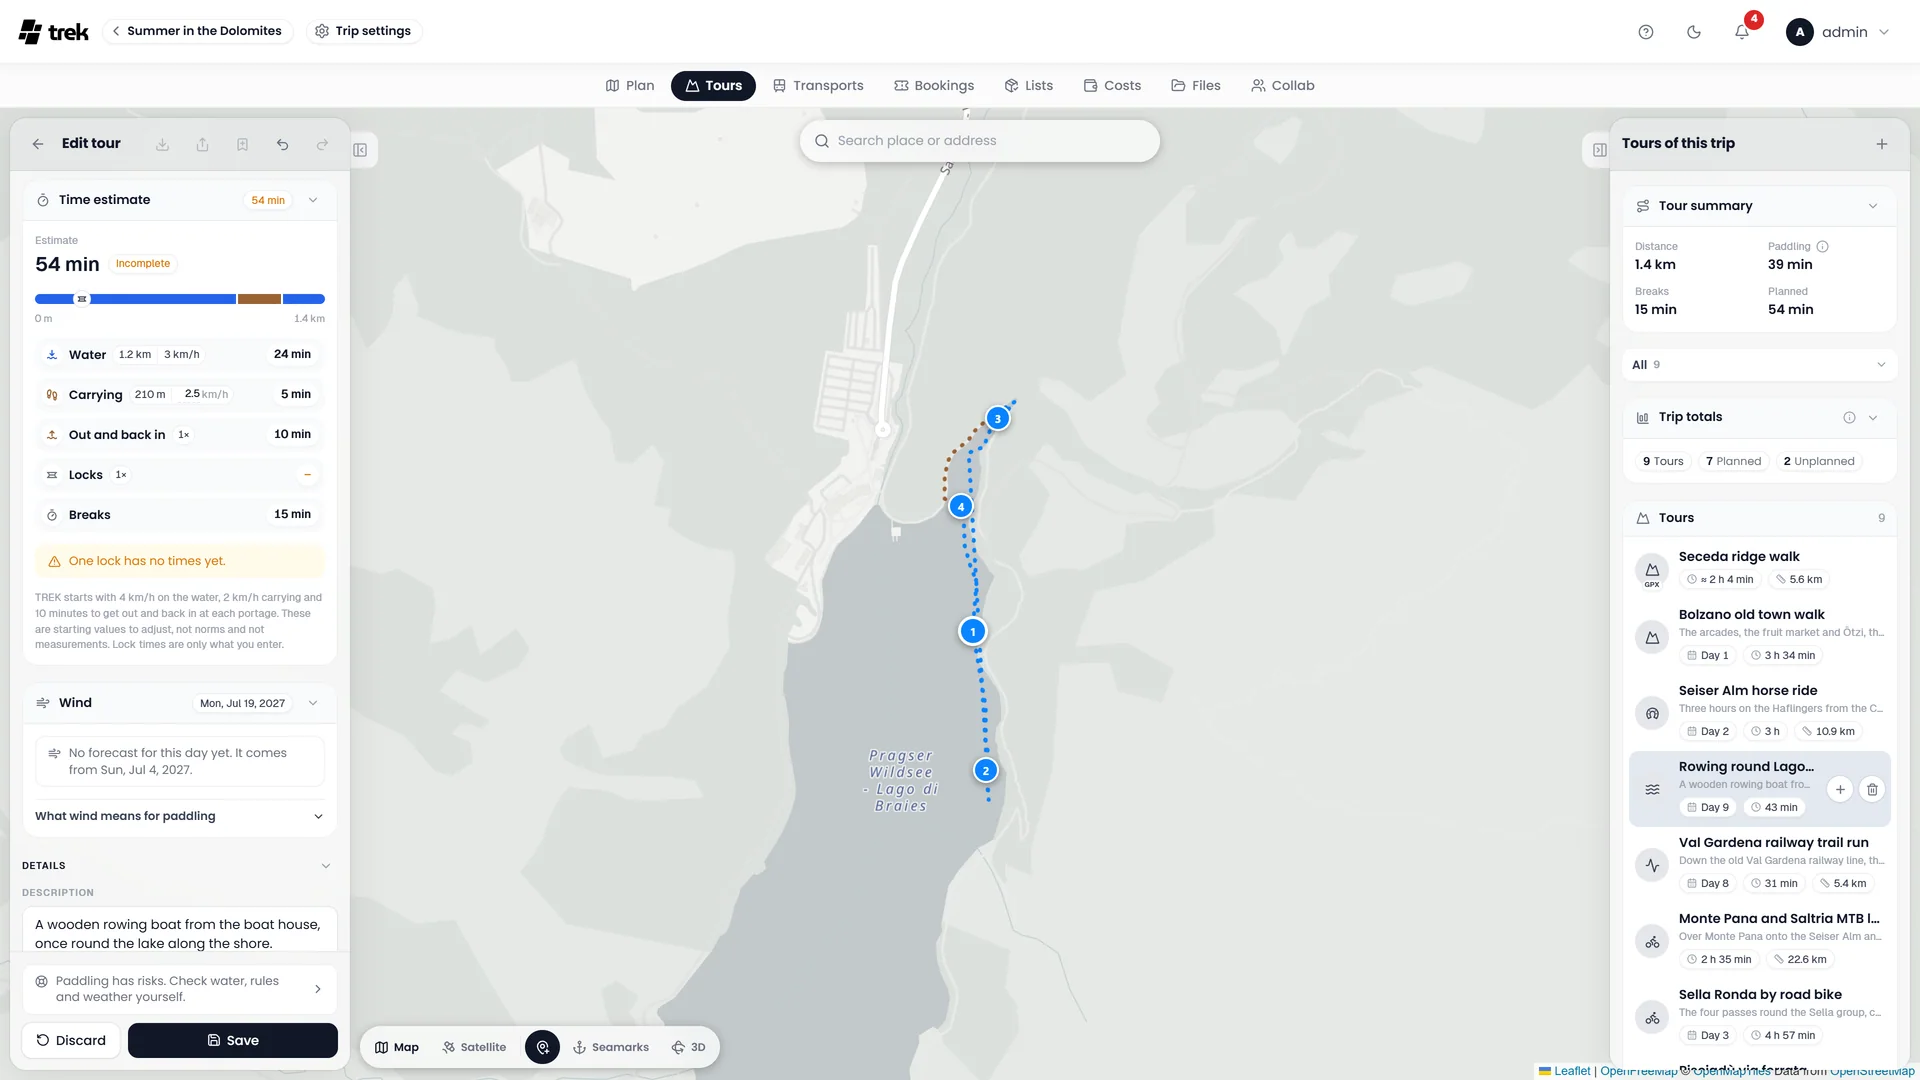 trek
Summer in the Dolomites
Trip settings
4
A
admin
Plan
Tours
Transports
Bookings
Lists
Costs
Files
Collab
Edit tour
Search place or address
Time estimate
54 min
Estimate
54 min
Incomplete
0 m
1.4 km
Water
1.2 km
3 km/h
24 min
Carrying
210 m
2.5 km/h
5 min
Out and back in
1×
10 min
Locks
1×
–
Breaks
15 min
One lock has no times yet.
TREK starts with 4 km/h on the water, 2 km/h carrying and
10 minutes to get out and back in at each portage. These
are starting values to adjust, not norms and not
measurements. Lock times are only what you enter.
Wind
Mon, Jul 19, 2027
No forecast for this day yet. It comes
from Sun, Jul 4, 2027.
What wind means for paddling
DETAILS
DESCRIPTION
A wooden rowing boat from the boat house,
once round the lake along the shore.
Paddling has risks. Check water, rules
and weather yourself.
Discard
Save
3
4
1
2
Pragser
Wildsee
- Lago di
Braies
Map
Satellite
Seamarks
3D
Tours of this trip
Tour summary
Distance
Paddling
1.4 km
39 min
Breaks
Planned
15 min
54 min
All 9
Trip totals
9 Tours
7 Planned
2 Unplanned
Tours
9
GPX
Seceda ridge walk
≈ 2 h 4 min
5.6 km
Bolzano old town walk
The arcades, the fruit market and Ötzi, th...
Day 1
3 h 34 min
Seiser Alm horse ride
Three hours on the Haflingers from the C...
Day 2
3 h
10.9 km
Rowing round Lago...
A wooden rowing boat fro...
Day 9
43 min
Val Gardena railway trail run
Down the old Val Gardena railway line, th...
Day 8
31 min
5.4 km
Monte Pana and Saltria MTB l...
Over Monte Pana onto the Seiser Alm an...
2 h 35 min
22.6 km
Sella Ronda by road bike
The four passes round the Sella group, c...
Day 3
4 h 57 min
Leaflet | OpenFreeMap © OpenMapTiles Data from OpenStreetMap